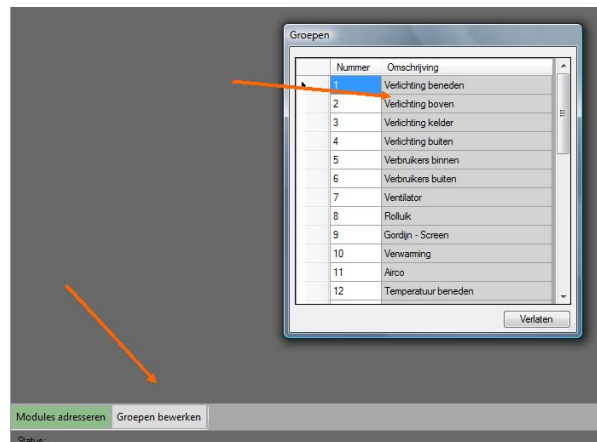 Groepen
Nummer Omschrijving
1 Verlichting beneden
2 Verlichting boven
3 Verlichting kelder
4 Verlichting buiten
5 Verbruikers binnen
6 Verbruikers buiten
7 Ventilator
8 Rolluik
9 Gordijn - Screen
10 Verwarming
11 Airco
12 Temperatuur beneden
Verlaten
Modules adresseren Groepen bewerken
Status: